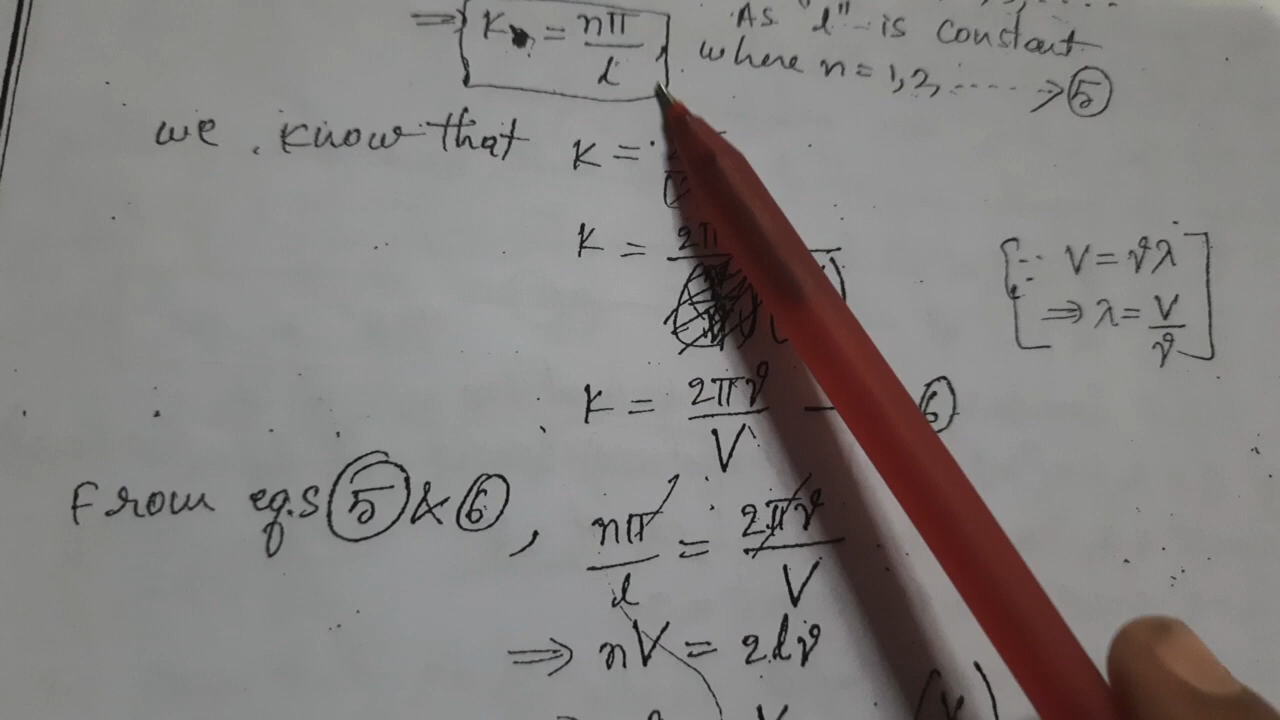 ⇒ K = nπ/l , As "l" is constant
where n = 1, 2, ..... → ⑤
we know that K =
K = 2π
[∵ V = νλ
⇒ λ = V/ν]
K = 2πν/V — ⑥
From eq.s ⑤ & ⑥, nπ/l = 2πν/V
⇒ nV = 2lν